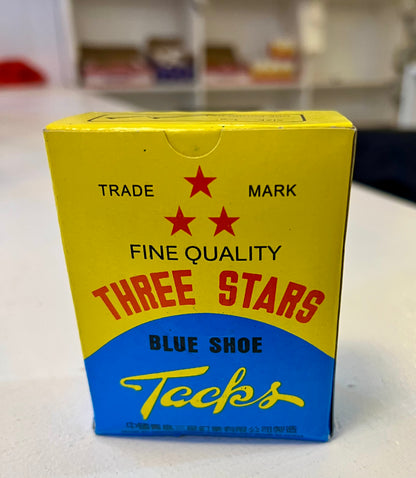 TRADE MARK
FINE QUALITY
THREE STARS
BLUE SHOE
Tacks